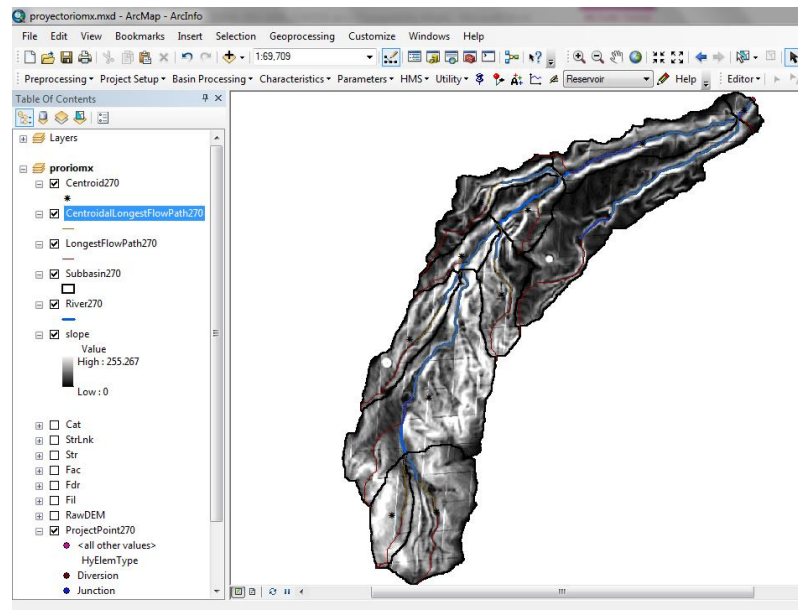 proyectoriomx.mxd - ArcMap - ArcInfo
File Edit View Bookmarks Insert Selection Geoprocessing Customize Windows Help
1:69,709
Preprocessing Project Setup Basin Processing Characteristics Parameters HMS Utility Reservoir Help Editor
Table Of Contents
Layers
proriomx
Centroid270
CentroidalLongestFlowPath270
LongestFlowPath270
Subbasin270
River270
slope
Value
High : 255.267
Low : 0
Cat
StrLnk
Str
Fac
Fdr
Fil
RawDEM
ProjectPoint270
<all other values>
HyElemType
Diversion
Junction